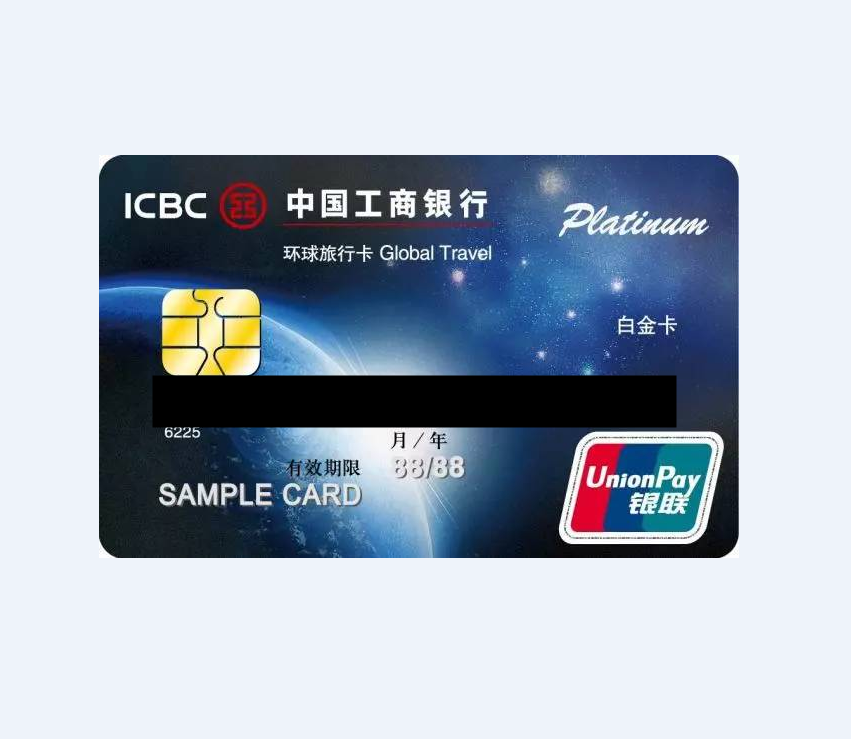 ICBC 中国工商银行
Platinum
环球旅行卡 Global Travel
白金卡
6225
月/年
有效期限 88/88
SAMPLE CARD
UnionPay
银联